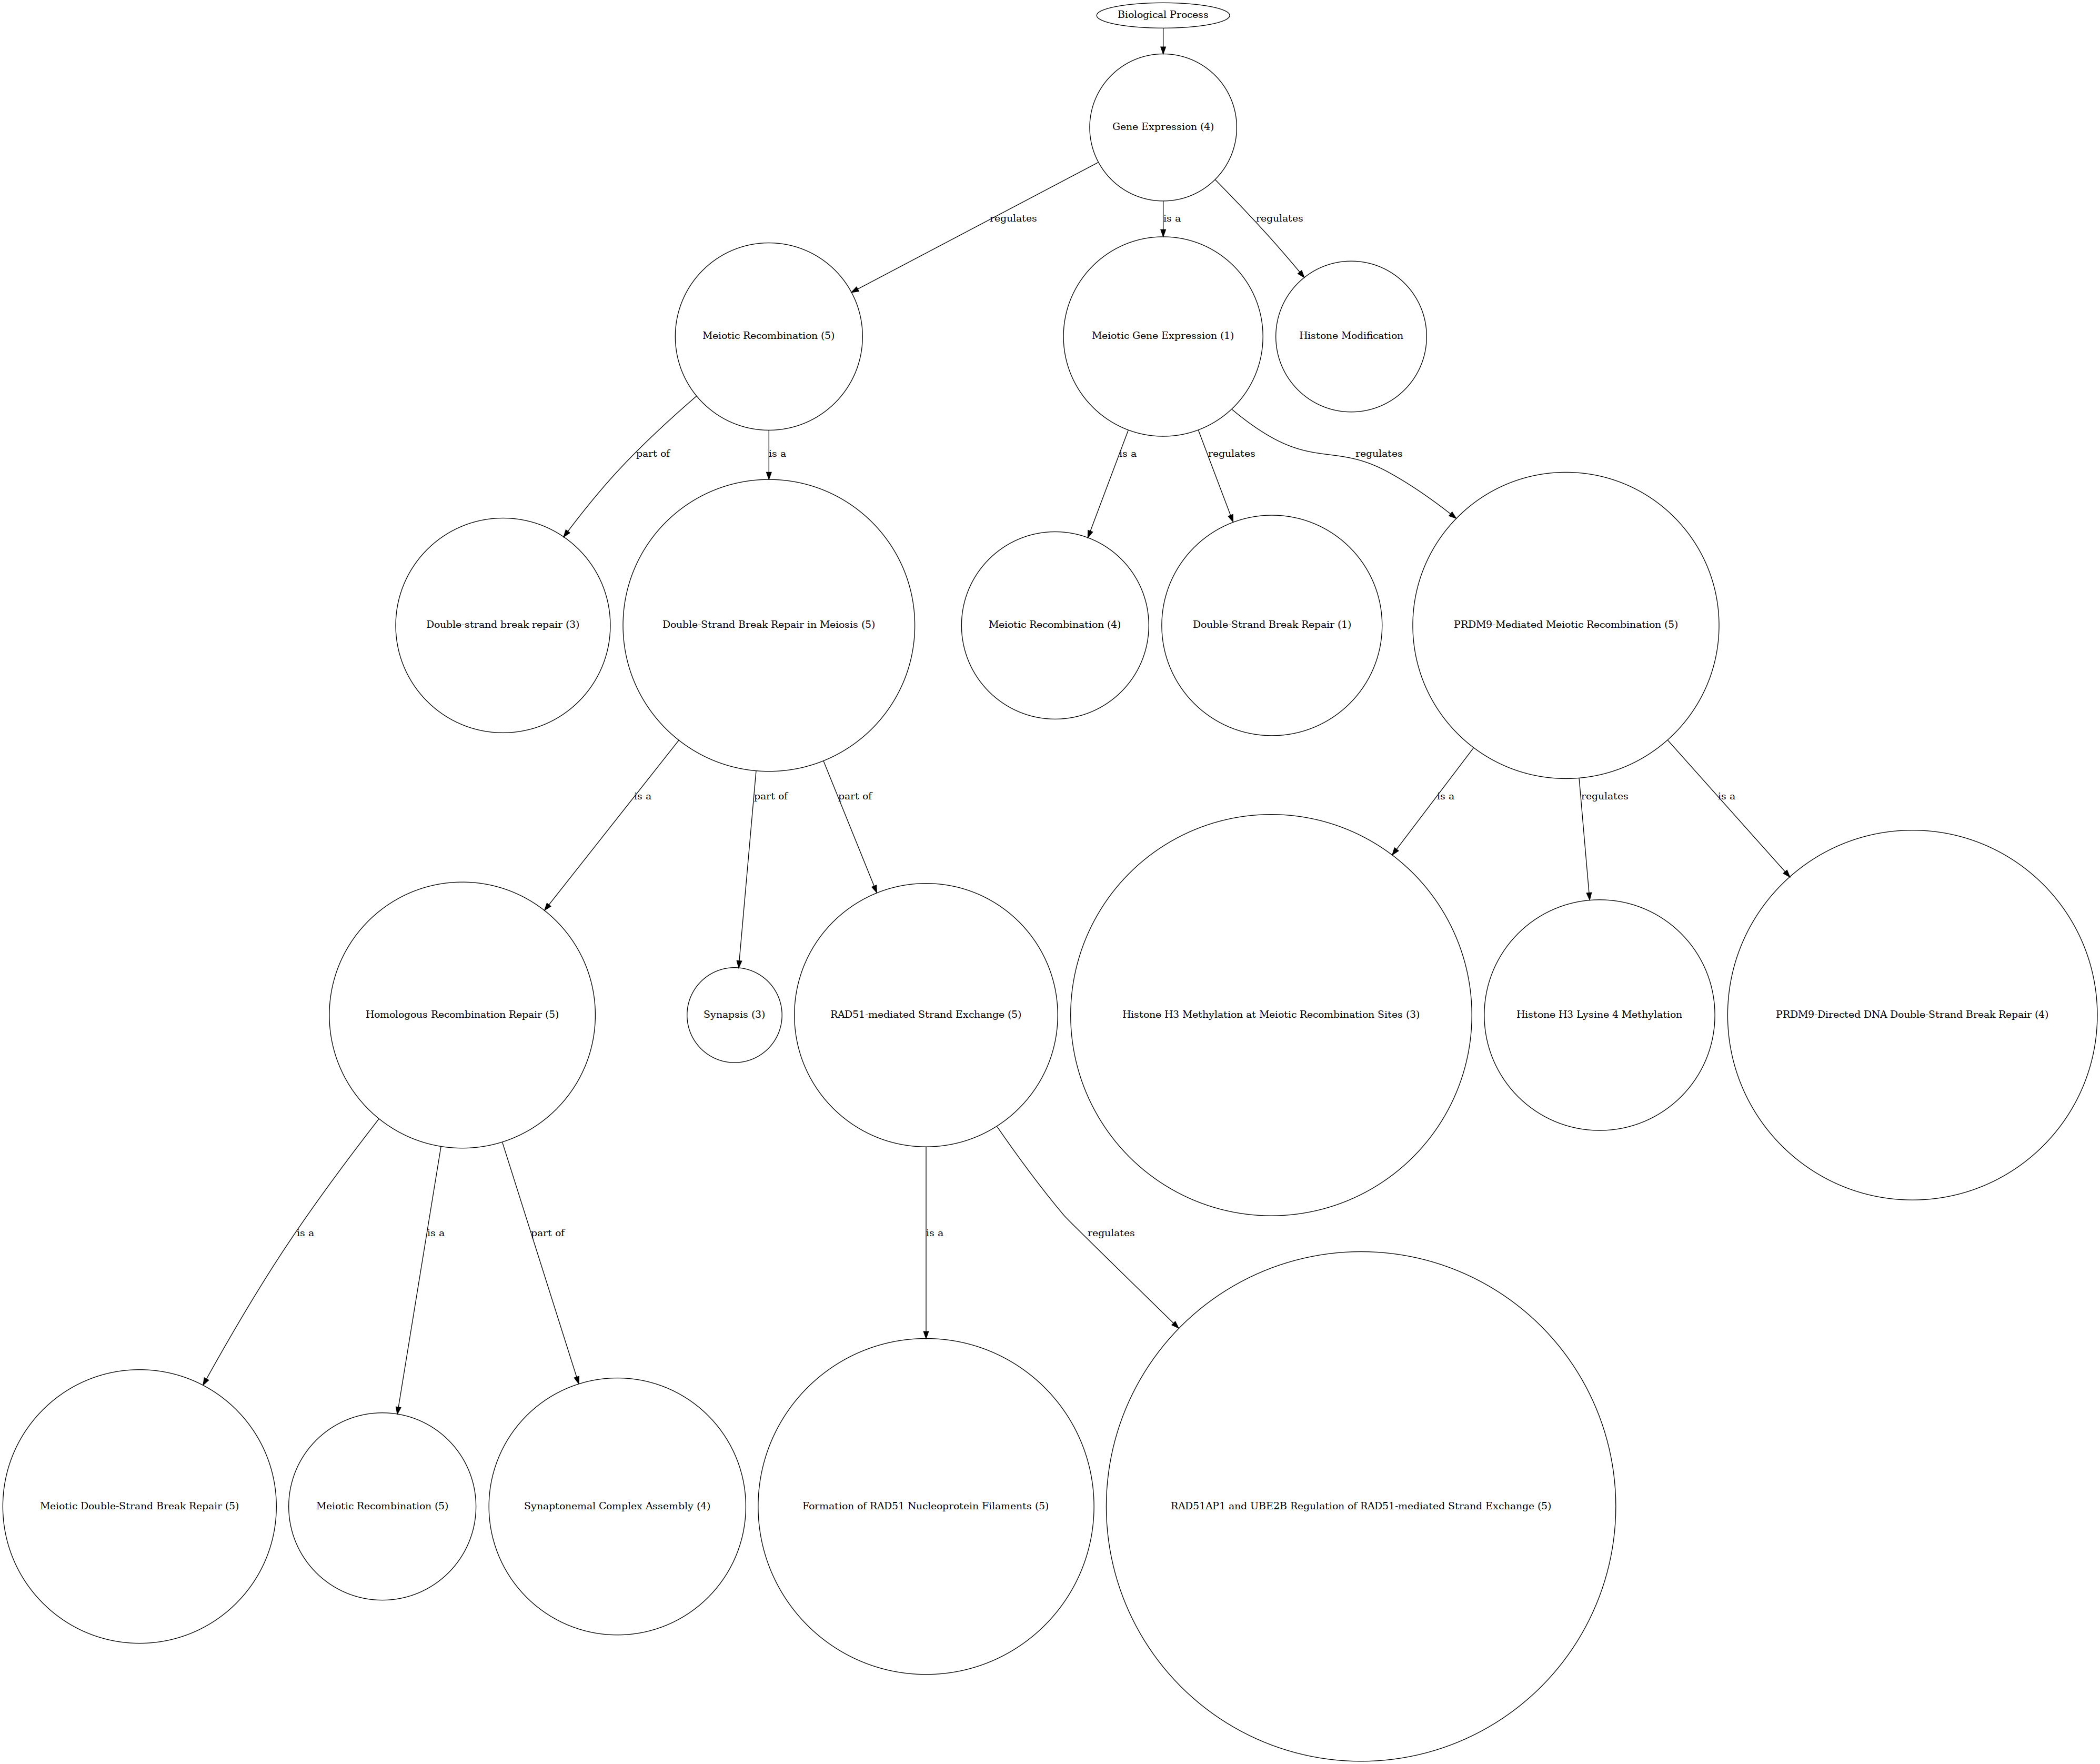 Biological Process
Gene Expression (4)
regulates
is a
regulates
Meiotic Recombination (5)
Meiotic Gene Expression (1)
Histone Modification
part of
is a
is a
regulates
regulates
Double-strand break repair (3)
Double-Strand Break Repair in Meiosis (5)
Meiotic Recombination (4)
Double-Strand Break Repair (1)
PRDM9-Mediated Meiotic Recombination (5)
is a
part of
part of
is a
regulates
is a
Homologous Recombination Repair (5)
Synapsis (3)
RAD51-mediated Strand Exchange (5)
Histone H3 Methylation at Meiotic Recombination Sites (3)
Histone H3 Lysine 4 Methylation
PRDM9-Directed DNA Double-Strand Break Repair (4)
is a
is a
part of
is a
regulates
Meiotic Double-Strand Break Repair (5)
Meiotic Recombination (5)
Synaptonemal Complex Assembly (4)
Formation of RAD51 Nucleoprotein Filaments (5)
RAD51AP1 and UBE2B Regulation of RAD51-mediated Strand Exchange (5)